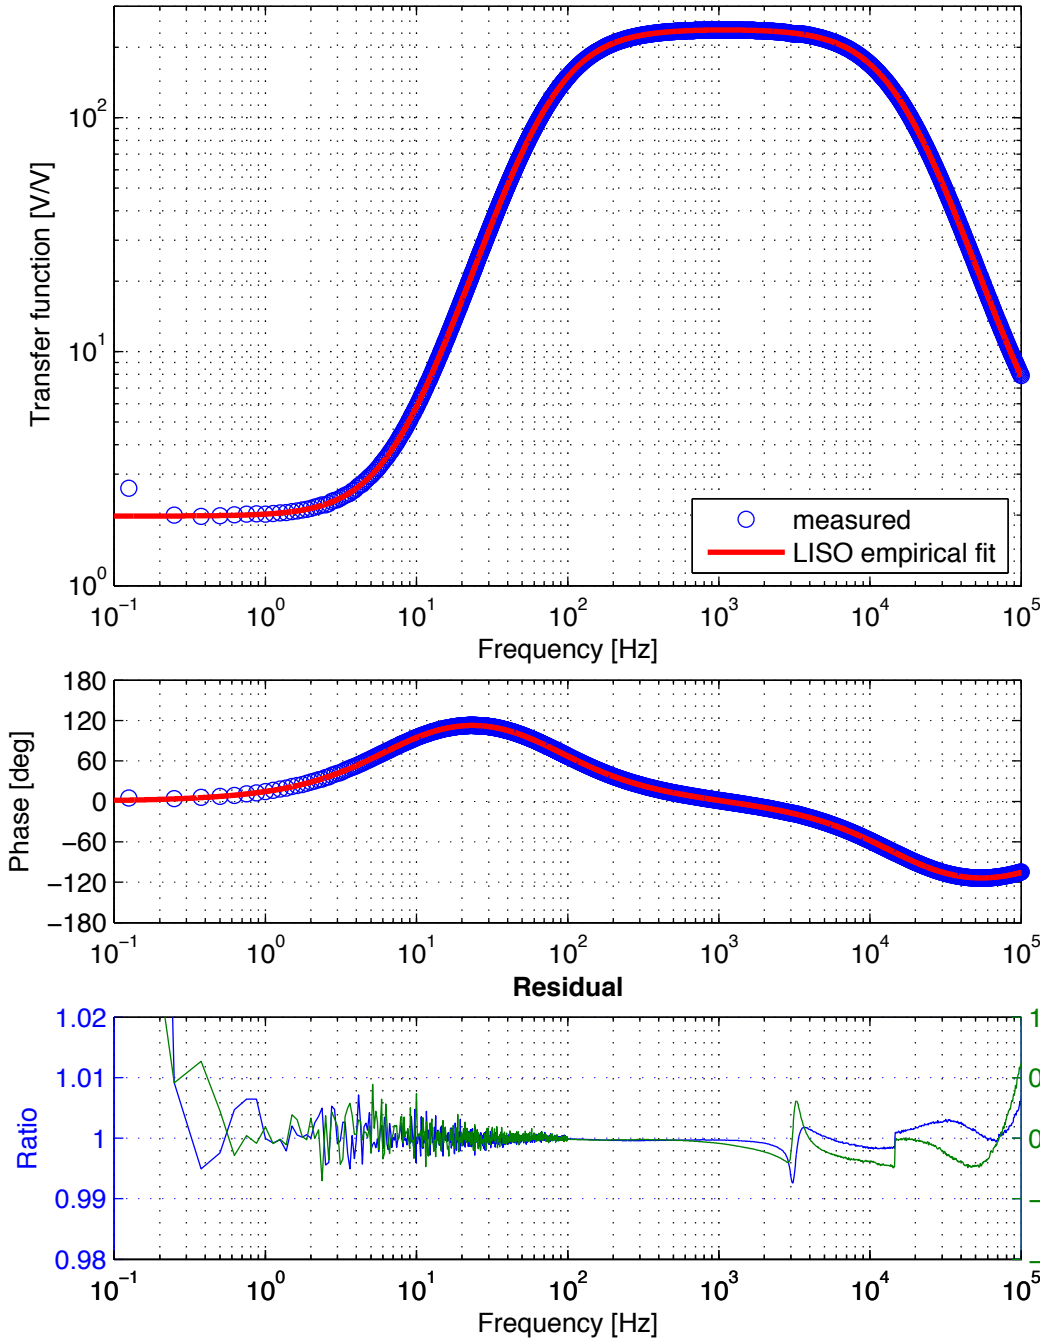 Transfer function [V/V]
10^2
10^1
10^0
measured
LISO empirical fit
10^−1 10^0 10^1 10^2 10^3 10^4 10^5
Frequency [Hz]
Phase [deg]
180
120
60
0
−60
−120
−180
10^−1 10^0 10^1 10^2 10^3 10^4 10^5
Residual
Ratio
1.02 1
1.01 0
1 0
0.99 −
0.98 −
10^−1 10^0 10^1 10^2 10^3 10^4 10^5
Frequency [Hz]